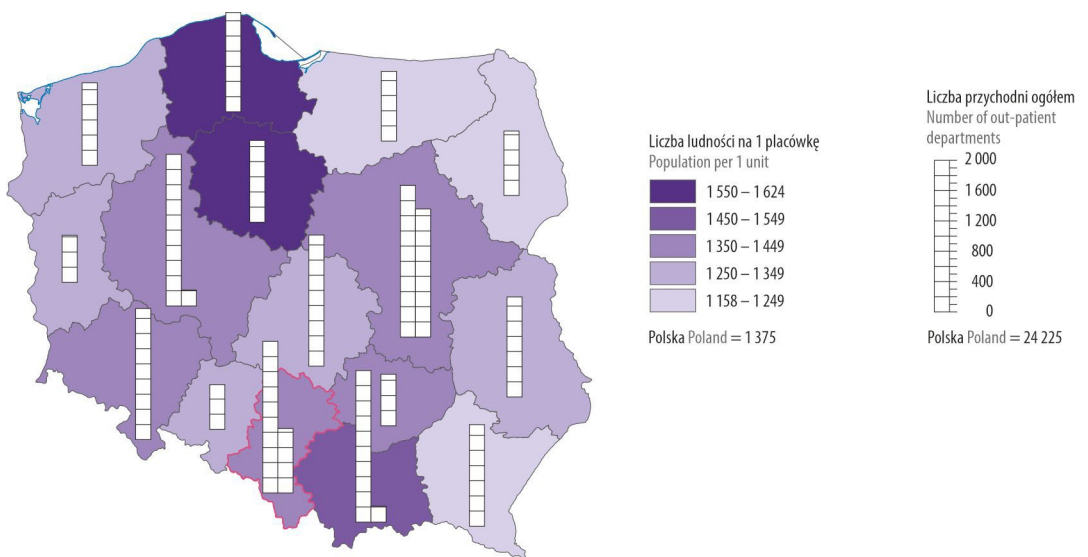 Liczba ludności na 1 placówkę
Population per 1 unit
1 550 – 1 624
1 450 – 1 549
1 350 – 1 449
1 250 – 1 349
1 158 – 1 249
Polska Poland = 1 375
Liczba przychodni ogółem
Number of out-patient
departments
2 000
1 600
1 200
800
400
0
Polska Poland = 24 225